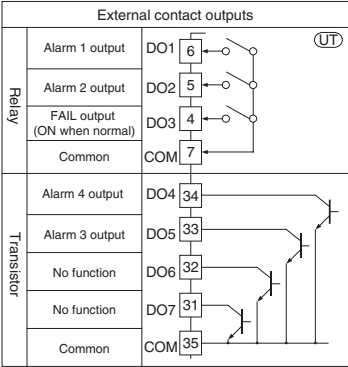 External contact outputs
UT
Relay
Alarm 1 output DO1 6
Alarm 2 output DO2 5
FAIL output
(ON when normal) DO3 4
Common COM 7
Transistor
Alarm 4 output DO4 34
Alarm 3 output DO5 33
No function DO6 32
No function DO7 31
Common COM 35